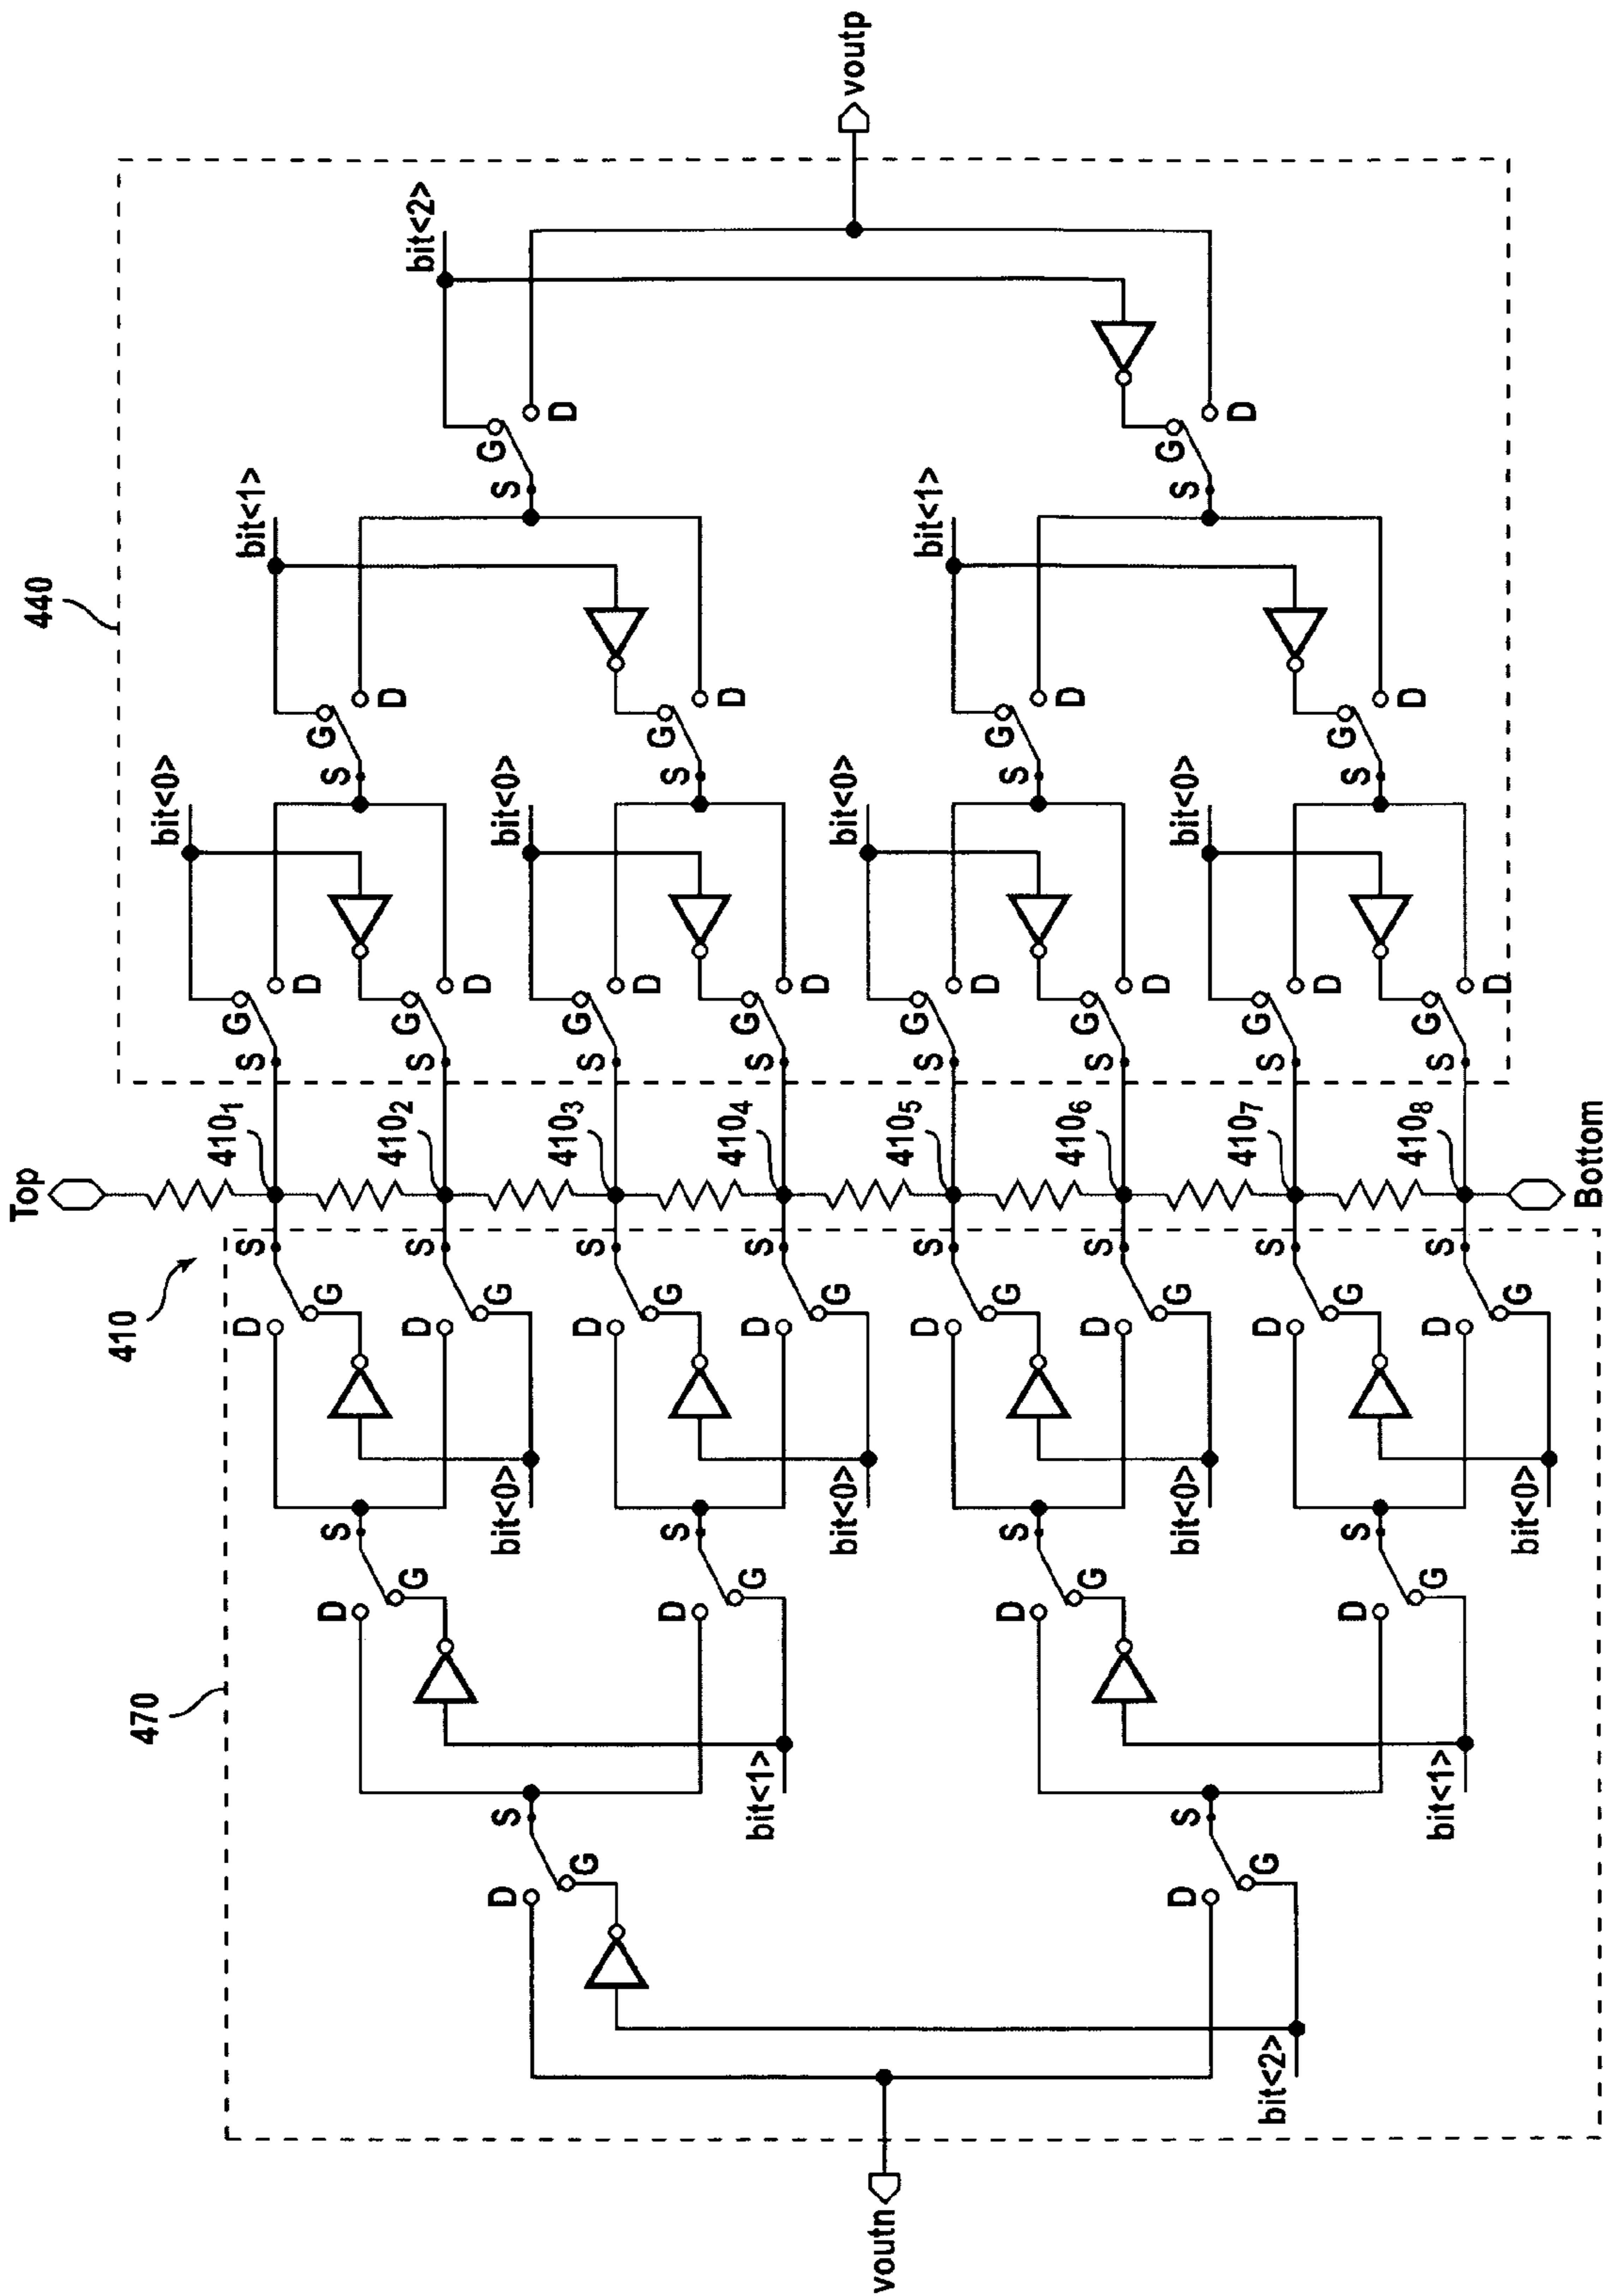 Top
410
440
470
bit<0>
bit<0>
bit<0>
bit<0>
bit<1>
bit<1>
bit<2>
voutp
S G D
S G D
S G D
S G D
S G D
S G D
S G D
S G D
S G D
S G D
S G D
S G D
S G D
S G D
410₁
410₂
410₃
410₄
410₅
410₆
410₇
410₈
D G S
D G S
D G S
D G S
D G S
D G S
D G S
D G S
D G S
D G S
D G S
D G S
D G S
D G S
bit<0>
bit<0>
bit<0>
bit<0>
bit<1>
bit<1>
bit<2>
voutn
Bottom